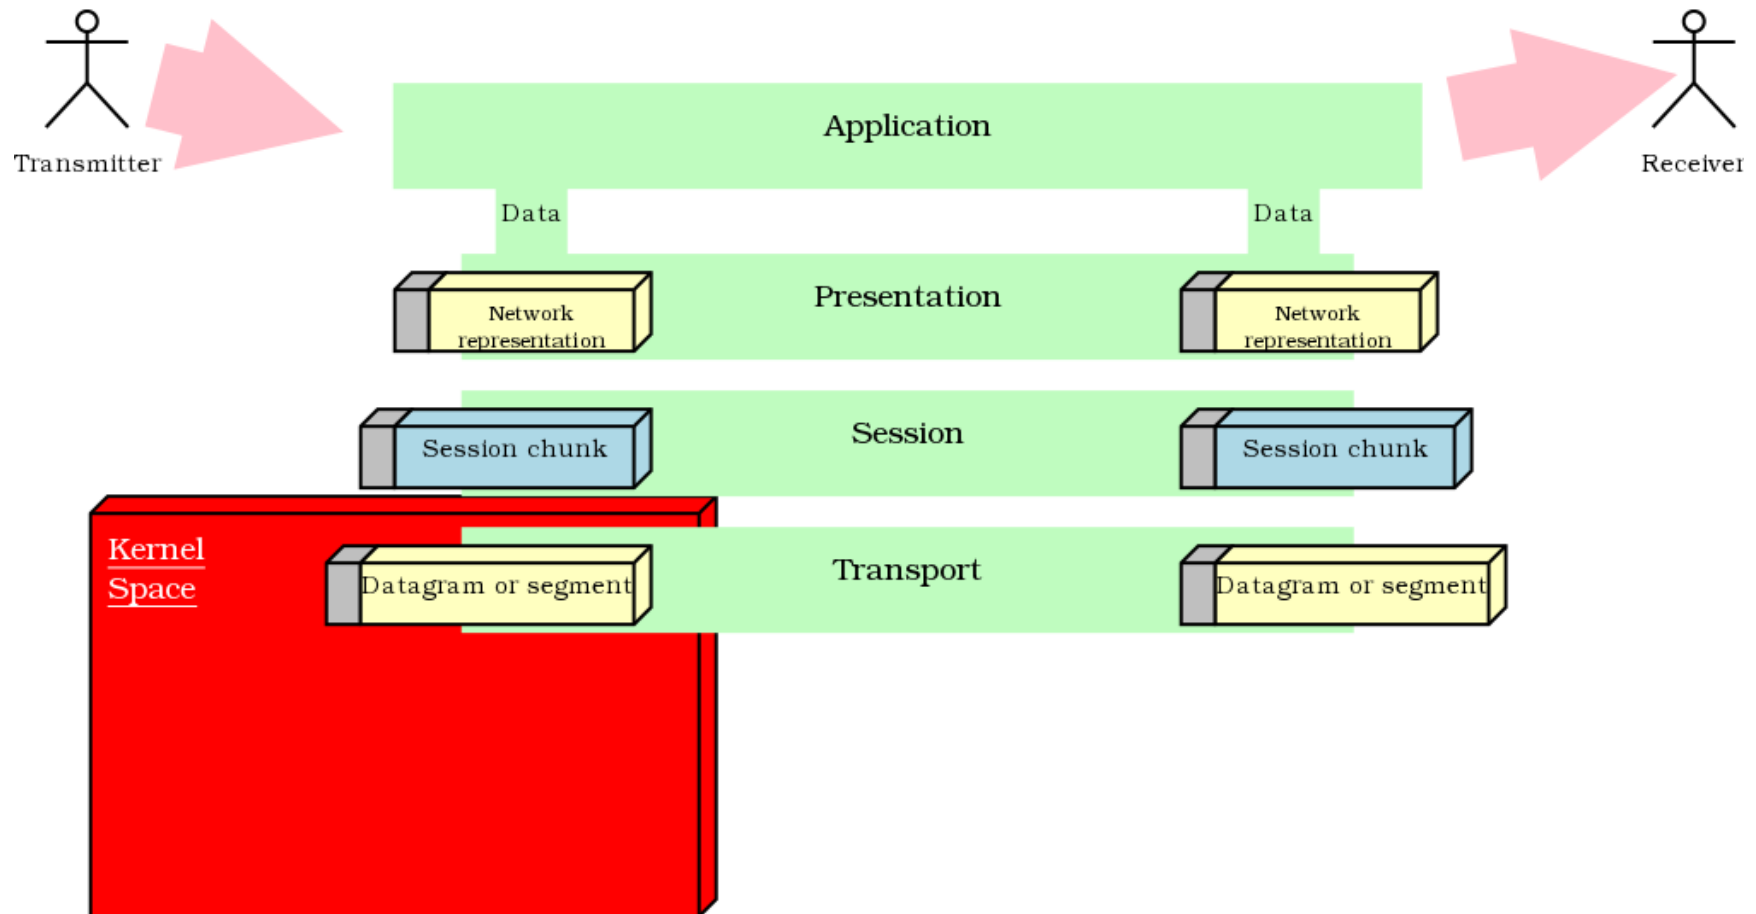 Transmitter
Receiver
Application
Data
Data
Network
representation
Presentation
Network
representation
Session chunk
Session
Session chunk
Kernel
Space
Datagram or segment
Transport
Datagram or segment